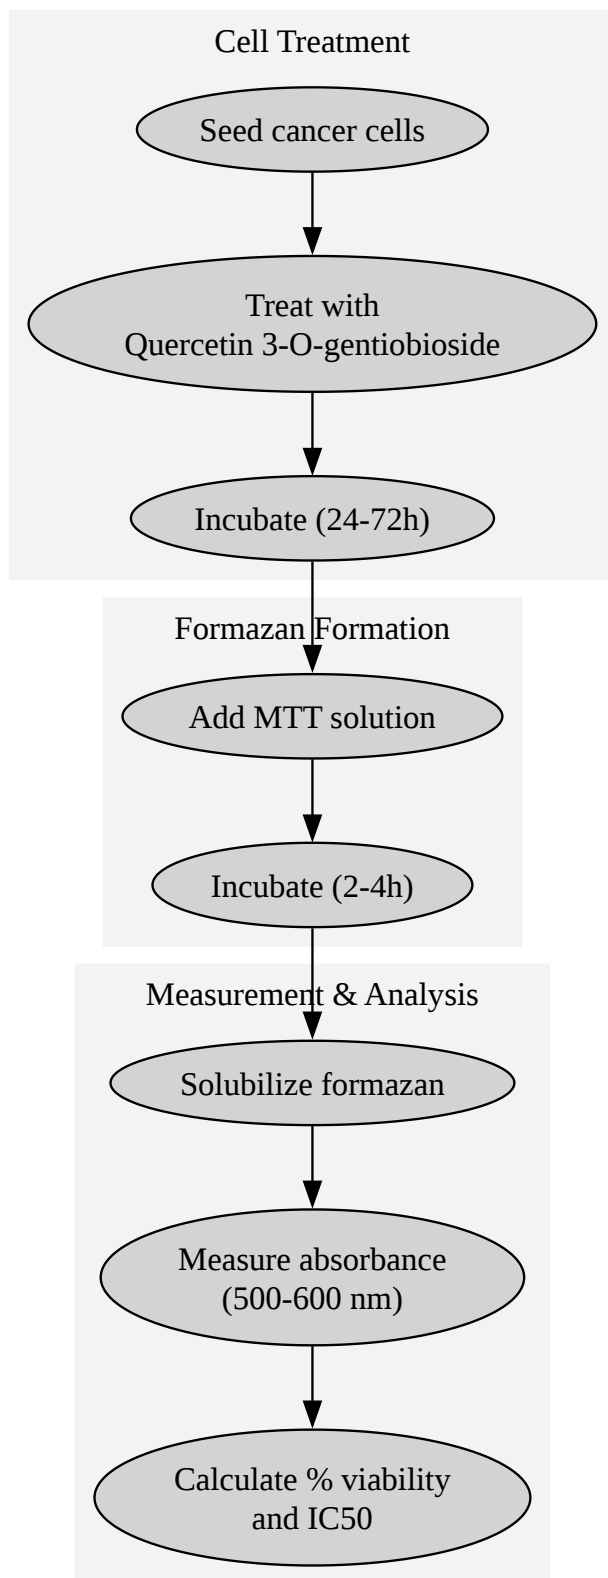 Cell Treatment
Seed cancer cells
Treat with
Quercetin 3-O-gentiobioside
Incubate (24-72h)
Formazan Formation
Add MTT solution
Incubate (2-4h)
Measurement & Analysis
Solubilize formazan
Measure absorbance
(500-600 nm)
Calculate % viability
and IC50